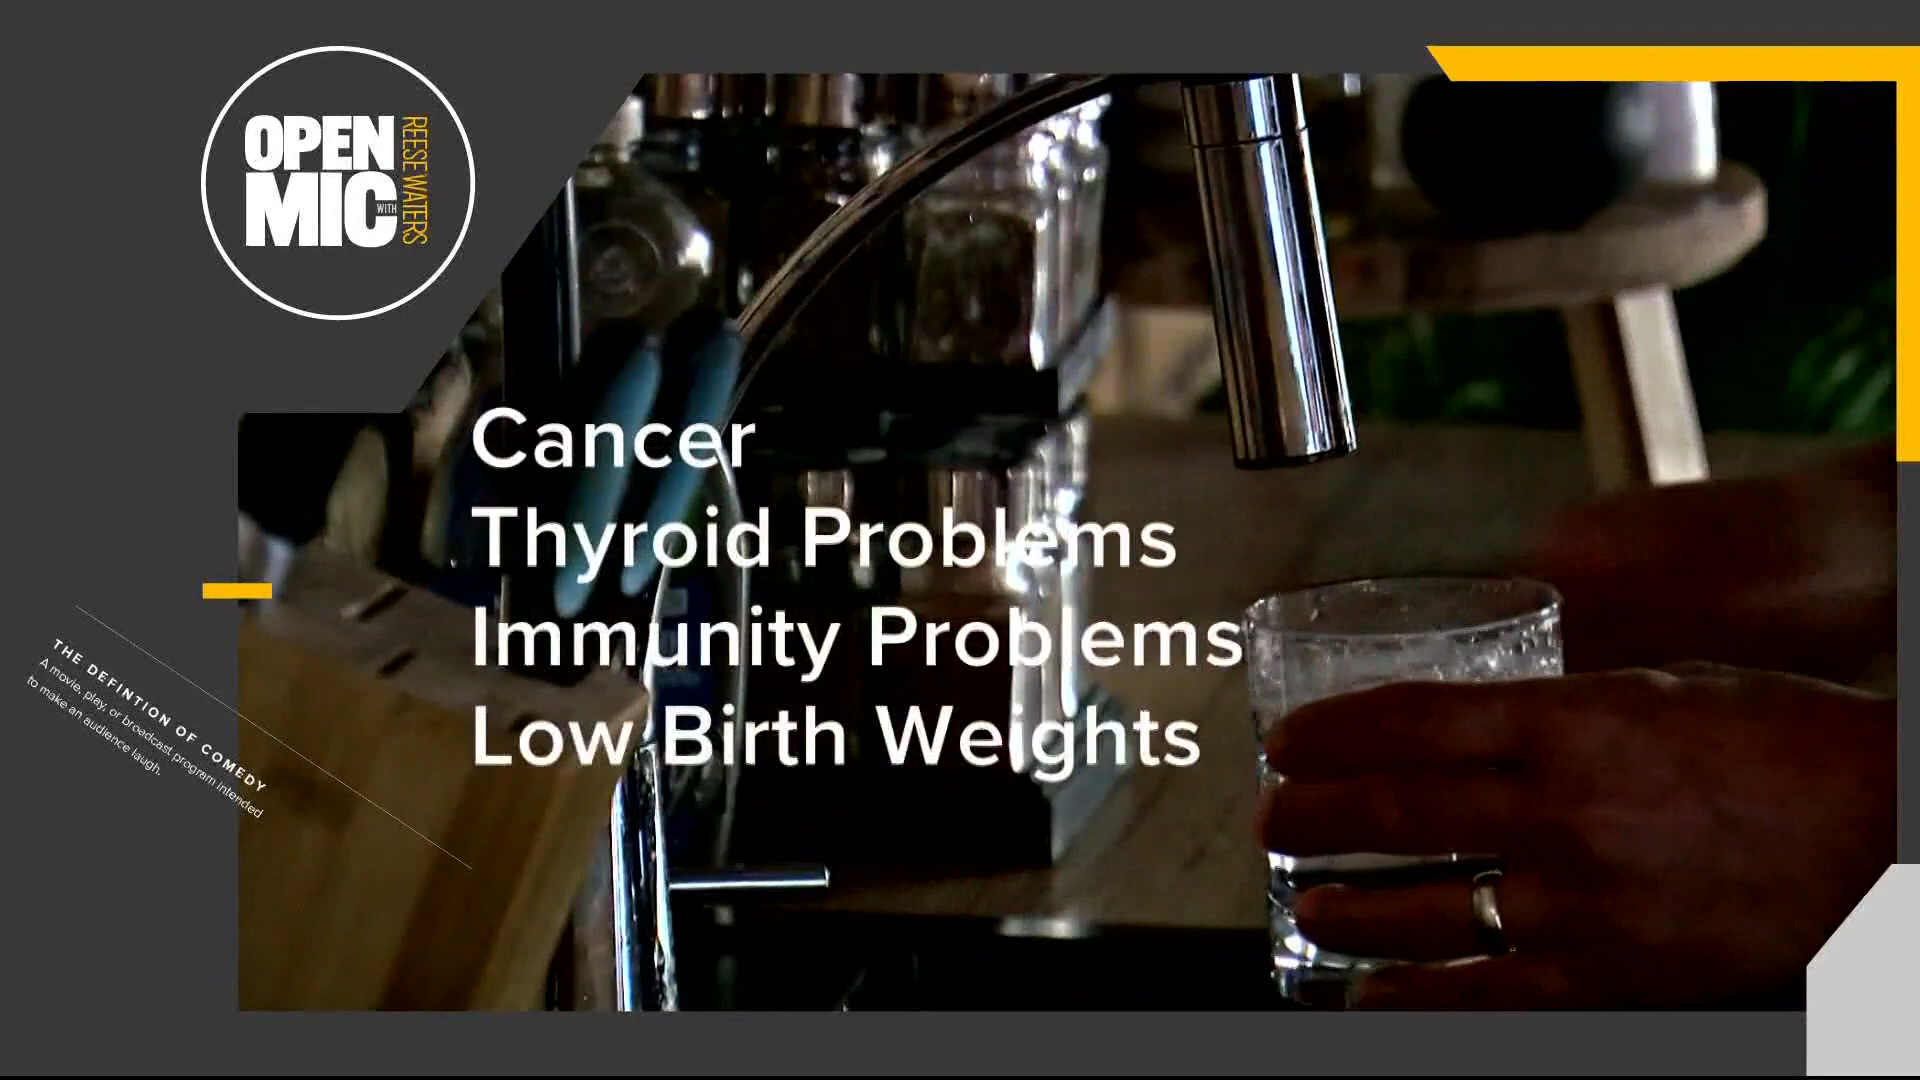 OPEN
MIC
WITH
REESE WATERS
Cancer
Thyroid Problems
Immunity Problems
Low Birth Weights
THE DEFINTION OF COMEDY
A movie, play, or broadcast program intended
to make an audience laugh.